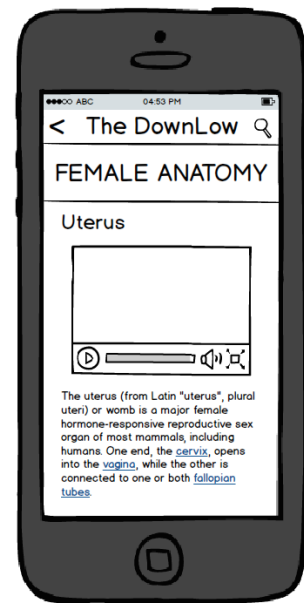 ABC 04:53 PM
< The DownLow
FEMALE ANATOMY
Uterus
The uterus (from Latin "uterus", plural
uteri) or womb is a major female
hormone-responsive reproductive sex
organ of most mammals, including
humans. One end, the cervix, opens
into the vagina, while the other is
connected to one or both fallopian
tubes.